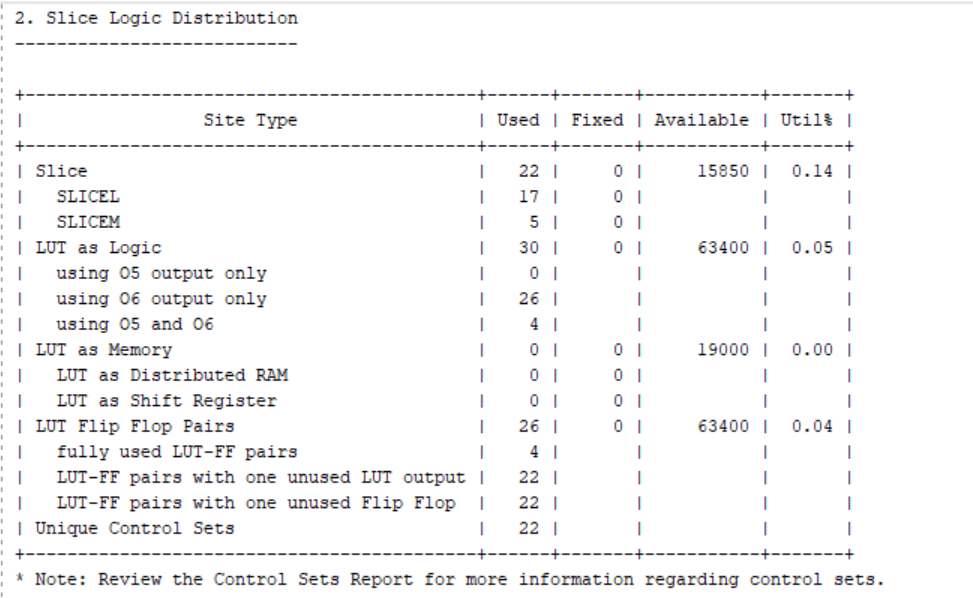 2. Slice Logic Distribution
---------------------------
+-------------------------------------------+------+-------+-----------+-------+
|                 Site Type                 | Used | Fixed | Available | Util% |
+-------------------------------------------+------+-------+-----------+-------+
| Slice                                     |   22 |     0 |     15850 |  0.14 |
|   SLICEL                                  |   17 |     0 |           |       |
|   SLICEM                                  |    5 |     0 |           |       |
| LUT as Logic                              |   30 |     0 |     63400 |  0.05 |
|   using O5 output only                    |    0 |       |           |       |
|   using O6 output only                    |   26 |       |           |       |
|   using O5 and O6                         |    4 |       |           |       |
| LUT as Memory                             |    0 |     0 |     19000 |  0.00 |
|   LUT as Distributed RAM                  |    0 |     0 |           |       |
|   LUT as Shift Register                   |    0 |     0 |           |       |
| LUT Flip Flop Pairs                       |   26 |     0 |     63400 |  0.04 |
|   fully used LUT-FF pairs                 |    4 |       |           |       |
|   LUT-FF pairs with one unused LUT output |   22 |       |           |       |
|   LUT-FF pairs with one unused Flip Flop  |   22 |       |           |       |
| Unique Control Sets                       |   22 |       |           |       |
+-------------------------------------------+------+-------+-----------+-------+
* Note: Review the Control Sets Report for more information regarding control sets.